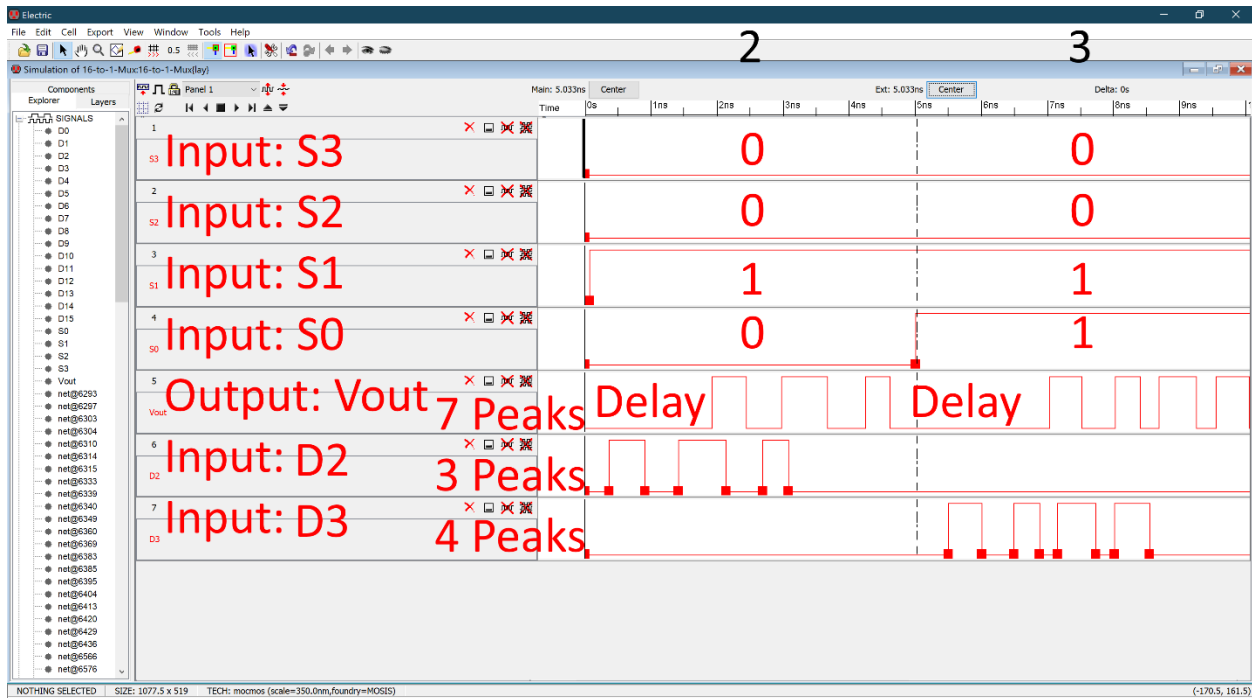 Electric
File Edit Cell Export View Window Tools Help
0.5
2 3
Simulation of 16-to-1-Mux:16-to-1-Mux{lay}
Components
Explorer Layers
Panel 1
Main: 5.033ns Center Ext: 5.033ns Center Delta: 0s
Time 0s 1ns 2ns 3ns 4ns 5ns 6ns 7ns 8ns 9ns
SIGNALS
D0
D1
D2
D3
D4
D5
D6
D7
D8
D9
D10
D11
D12
D13
D14
D15
S0
S1
S2
S3
Vout
net@6293
net@6297
net@6303
net@6304
net@6310
net@6314
net@6315
net@6333
net@6339
net@6340
net@6349
net@6360
net@6369
net@6383
net@6385
net@6395
net@6404
net@6413
net@6420
net@6429
net@6436
net@6566
net@6576
1
S3 Input: S3 0 0
2
S2 Input: S2 0 0
3
S1 Input: S1 1 1
4
S0 Input: S0 0 1
5
Vout Output: Vout 7 Peaks Delay Delay
6
D2 Input: D2 3 Peaks
7
D3 Input: D3 4 Peaks
NOTHING SELECTED SIZE: 1077.5 x 519 TECH: mocmos (scale=350.0nm,foundry=MOSIS) (-170.5, 161.5)